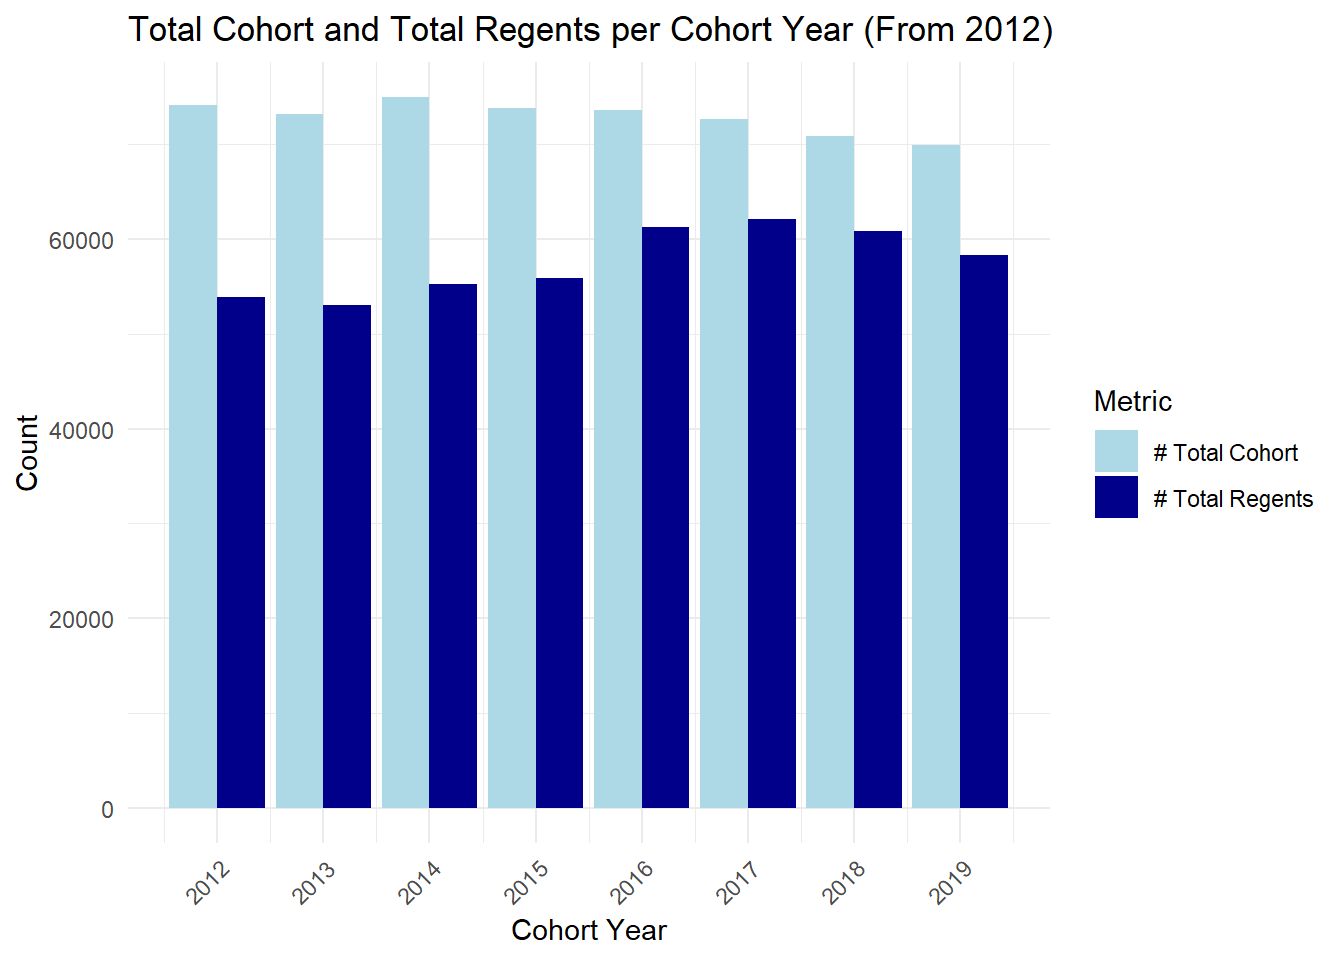 Total Cohort and Total Regents per Cohort Year (From 2012)
Count
60000
40000
20000
0
2012
2013
2014
2015
2016
2017
2018
2019
Cohort Year
Metric
# Total Cohort
# Total Regents